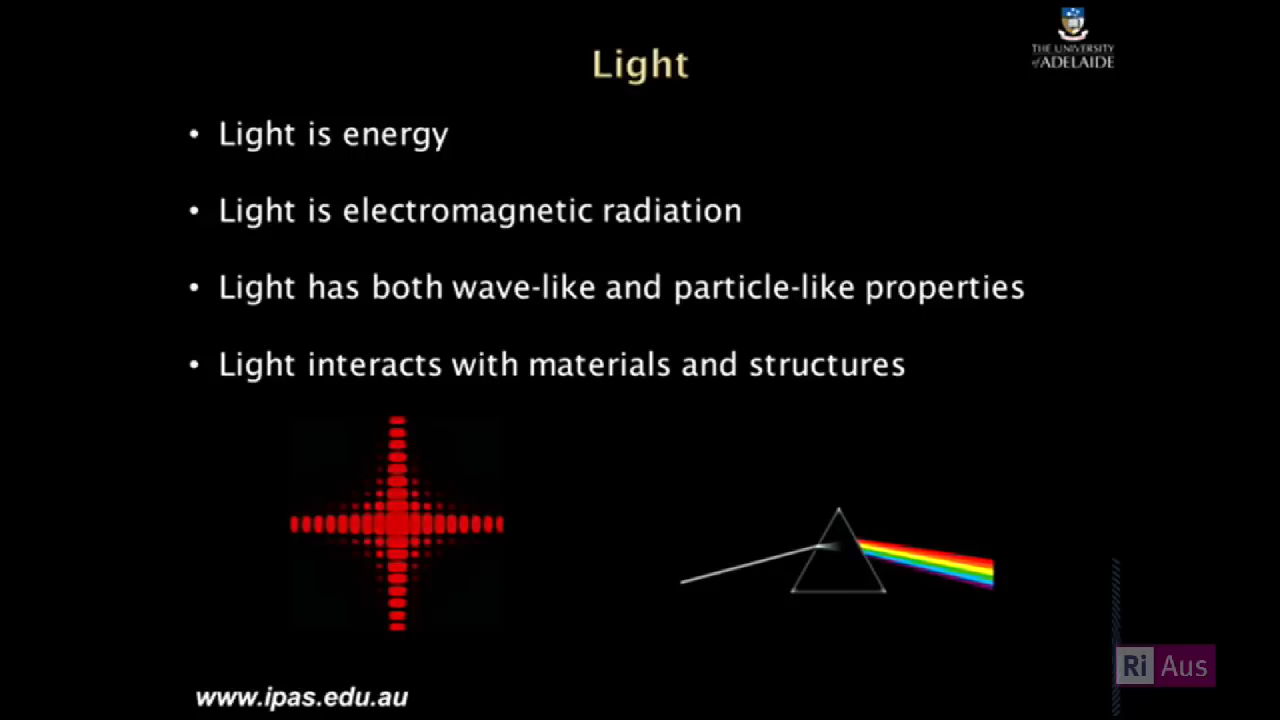 Light
THE UNIVERSITY
of ADELAIDE
• Light is energy
• Light is electromagnetic radiation
• Light has both wave-like and particle-like properties
• Light interacts with materials and structures
www.ipas.edu.au
Ri Aus